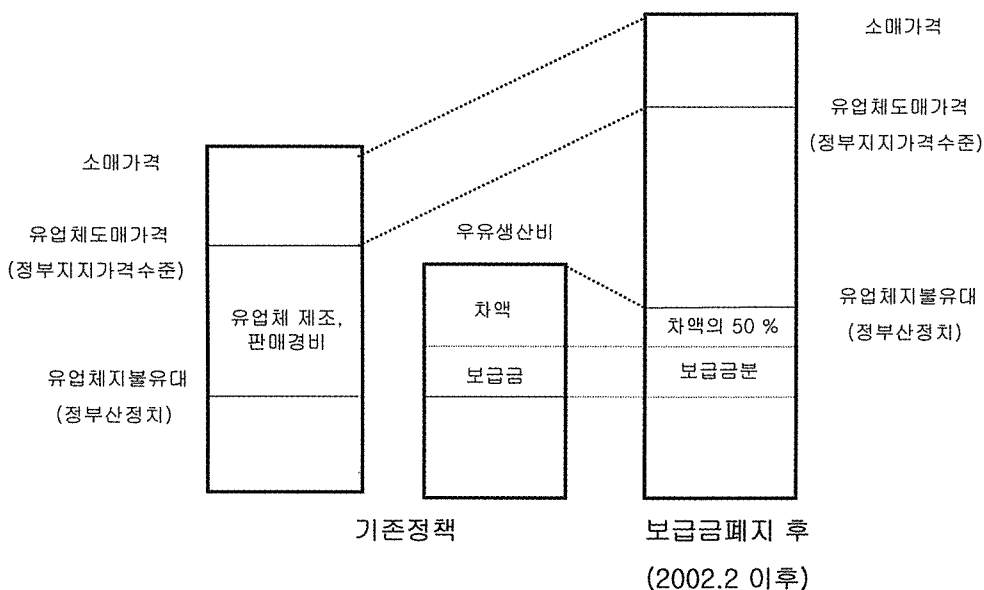 소매가격
유업체도매가격
(정부지지가격수준)
유업체 제조,
판매경비
유업체지불유대
(정부산정치)
우유생산비
차액
보급금
기존정책
소매가격
유업체도매가격
(정부지지가격수준)
유업체지불유대
(정부산정치)
차액의 50 %
보급금분
보급금폐지 후
(2002.2 이후)